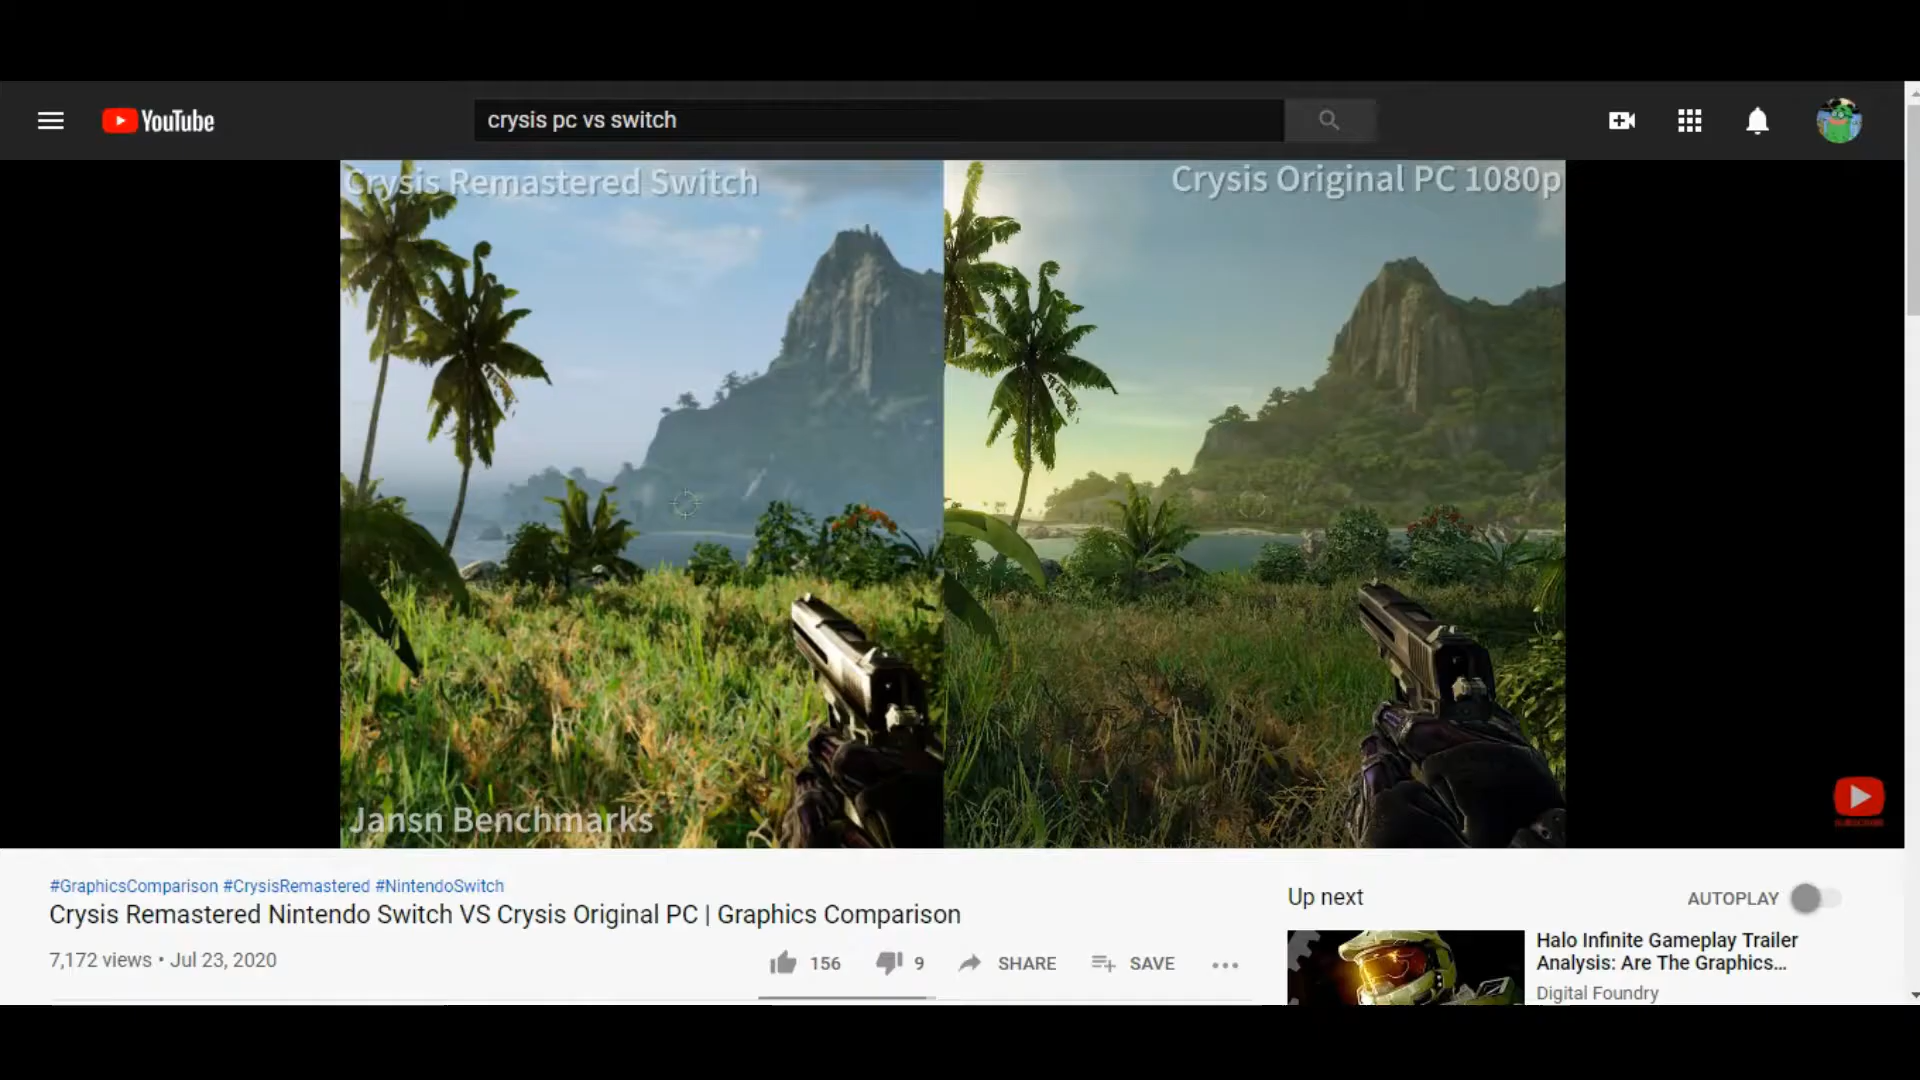 YouTube
crysis pc vs switch
Crysis Remastered Switch
Crysis Original PC 1080p
Jansn Benchmarks
#GraphicsComparison #CrysisRemastered #NintendoSwitch
Crysis Remastered Nintendo Switch VS Crysis Original PC | Graphics Comparison
7,172 views • Jul 23, 2020
156
9
SHARE
SAVE
Up next
AUTOPLAY
Halo Infinite Gameplay Trailer
Analysis: Are The Graphics...
Digital Foundry